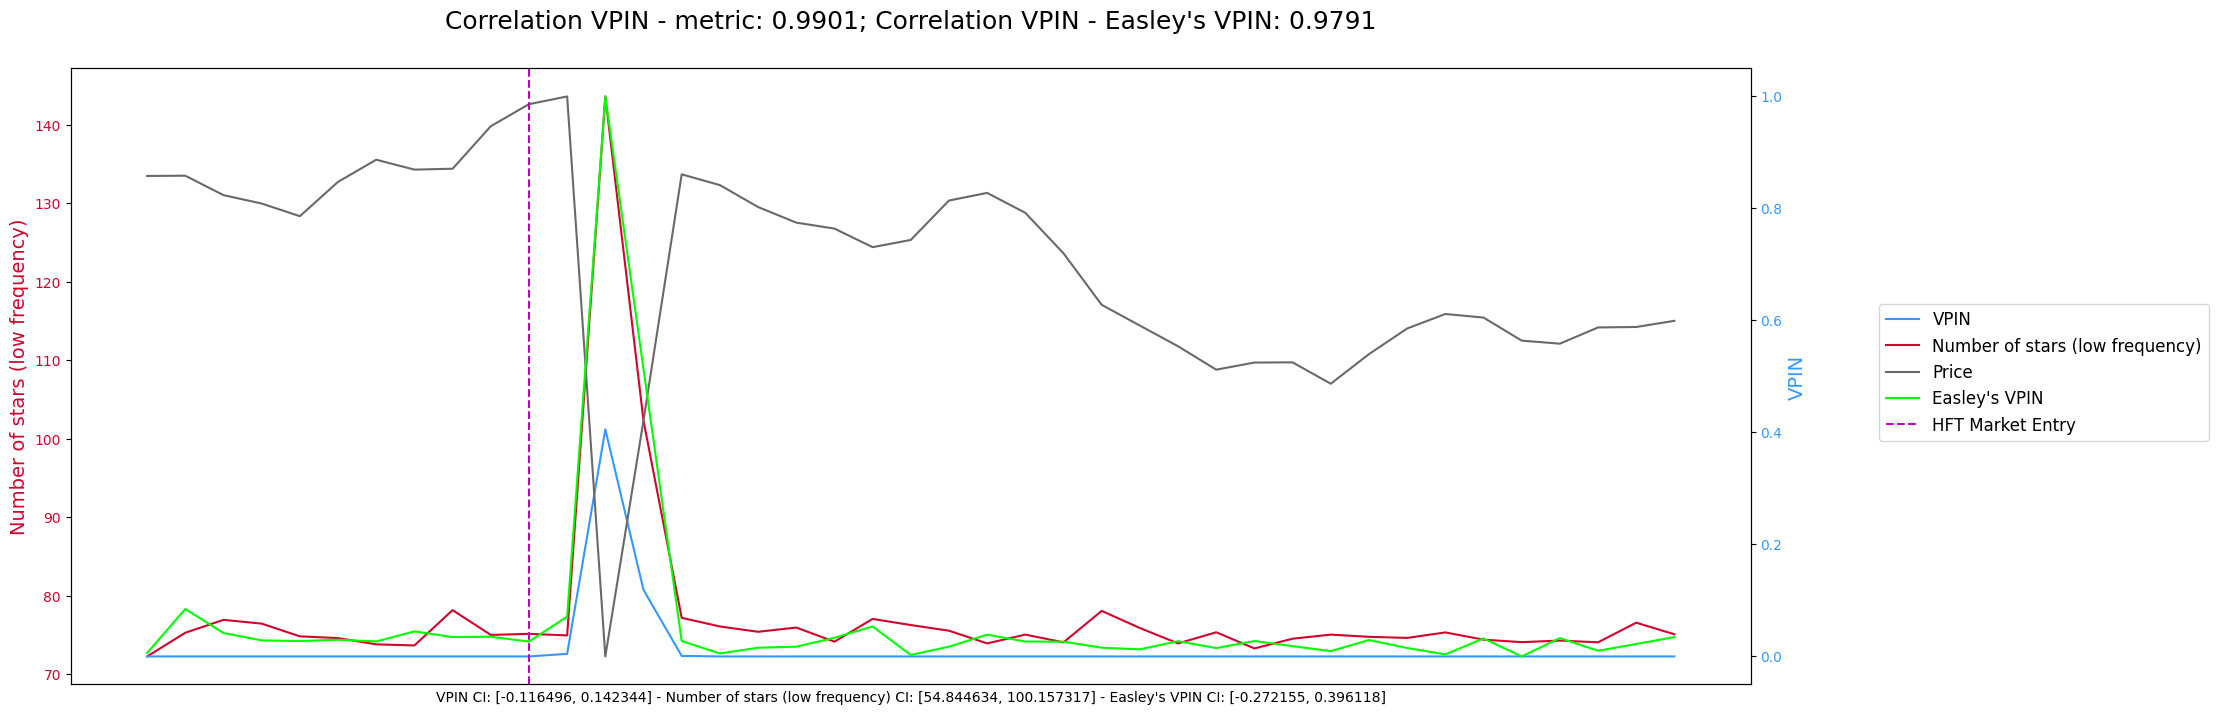 Correlation VPIN - metric: 0.9901; Correlation VPIN - Easley's VPIN: 0.9791
Number of stars (low frequency)
140
130
120
110
100
90
80
70
1.0
0.8
0.6
0.4
0.2
0.0
VPIN
VPIN
Number of stars (low frequency)
Price
Easley's VPIN
HFT Market Entry
VPIN CI: [-0.116496, 0.142344] - Number of stars (low frequency) CI: [54.844634, 100.157317] - Easley's VPIN CI: [-0.272155, 0.396118]